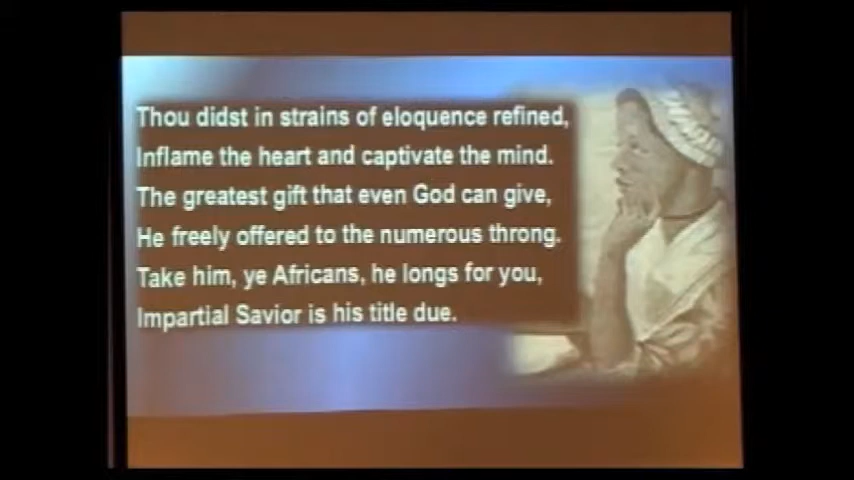 Thou didst in strains of eloquence refined,
Inflame the heart and captivate the mind.
The greatest gift that even God can give,
He freely offered to the numerous throng.
Take him, ye Africans, he longs for you,
Impartial Savior is his title due.